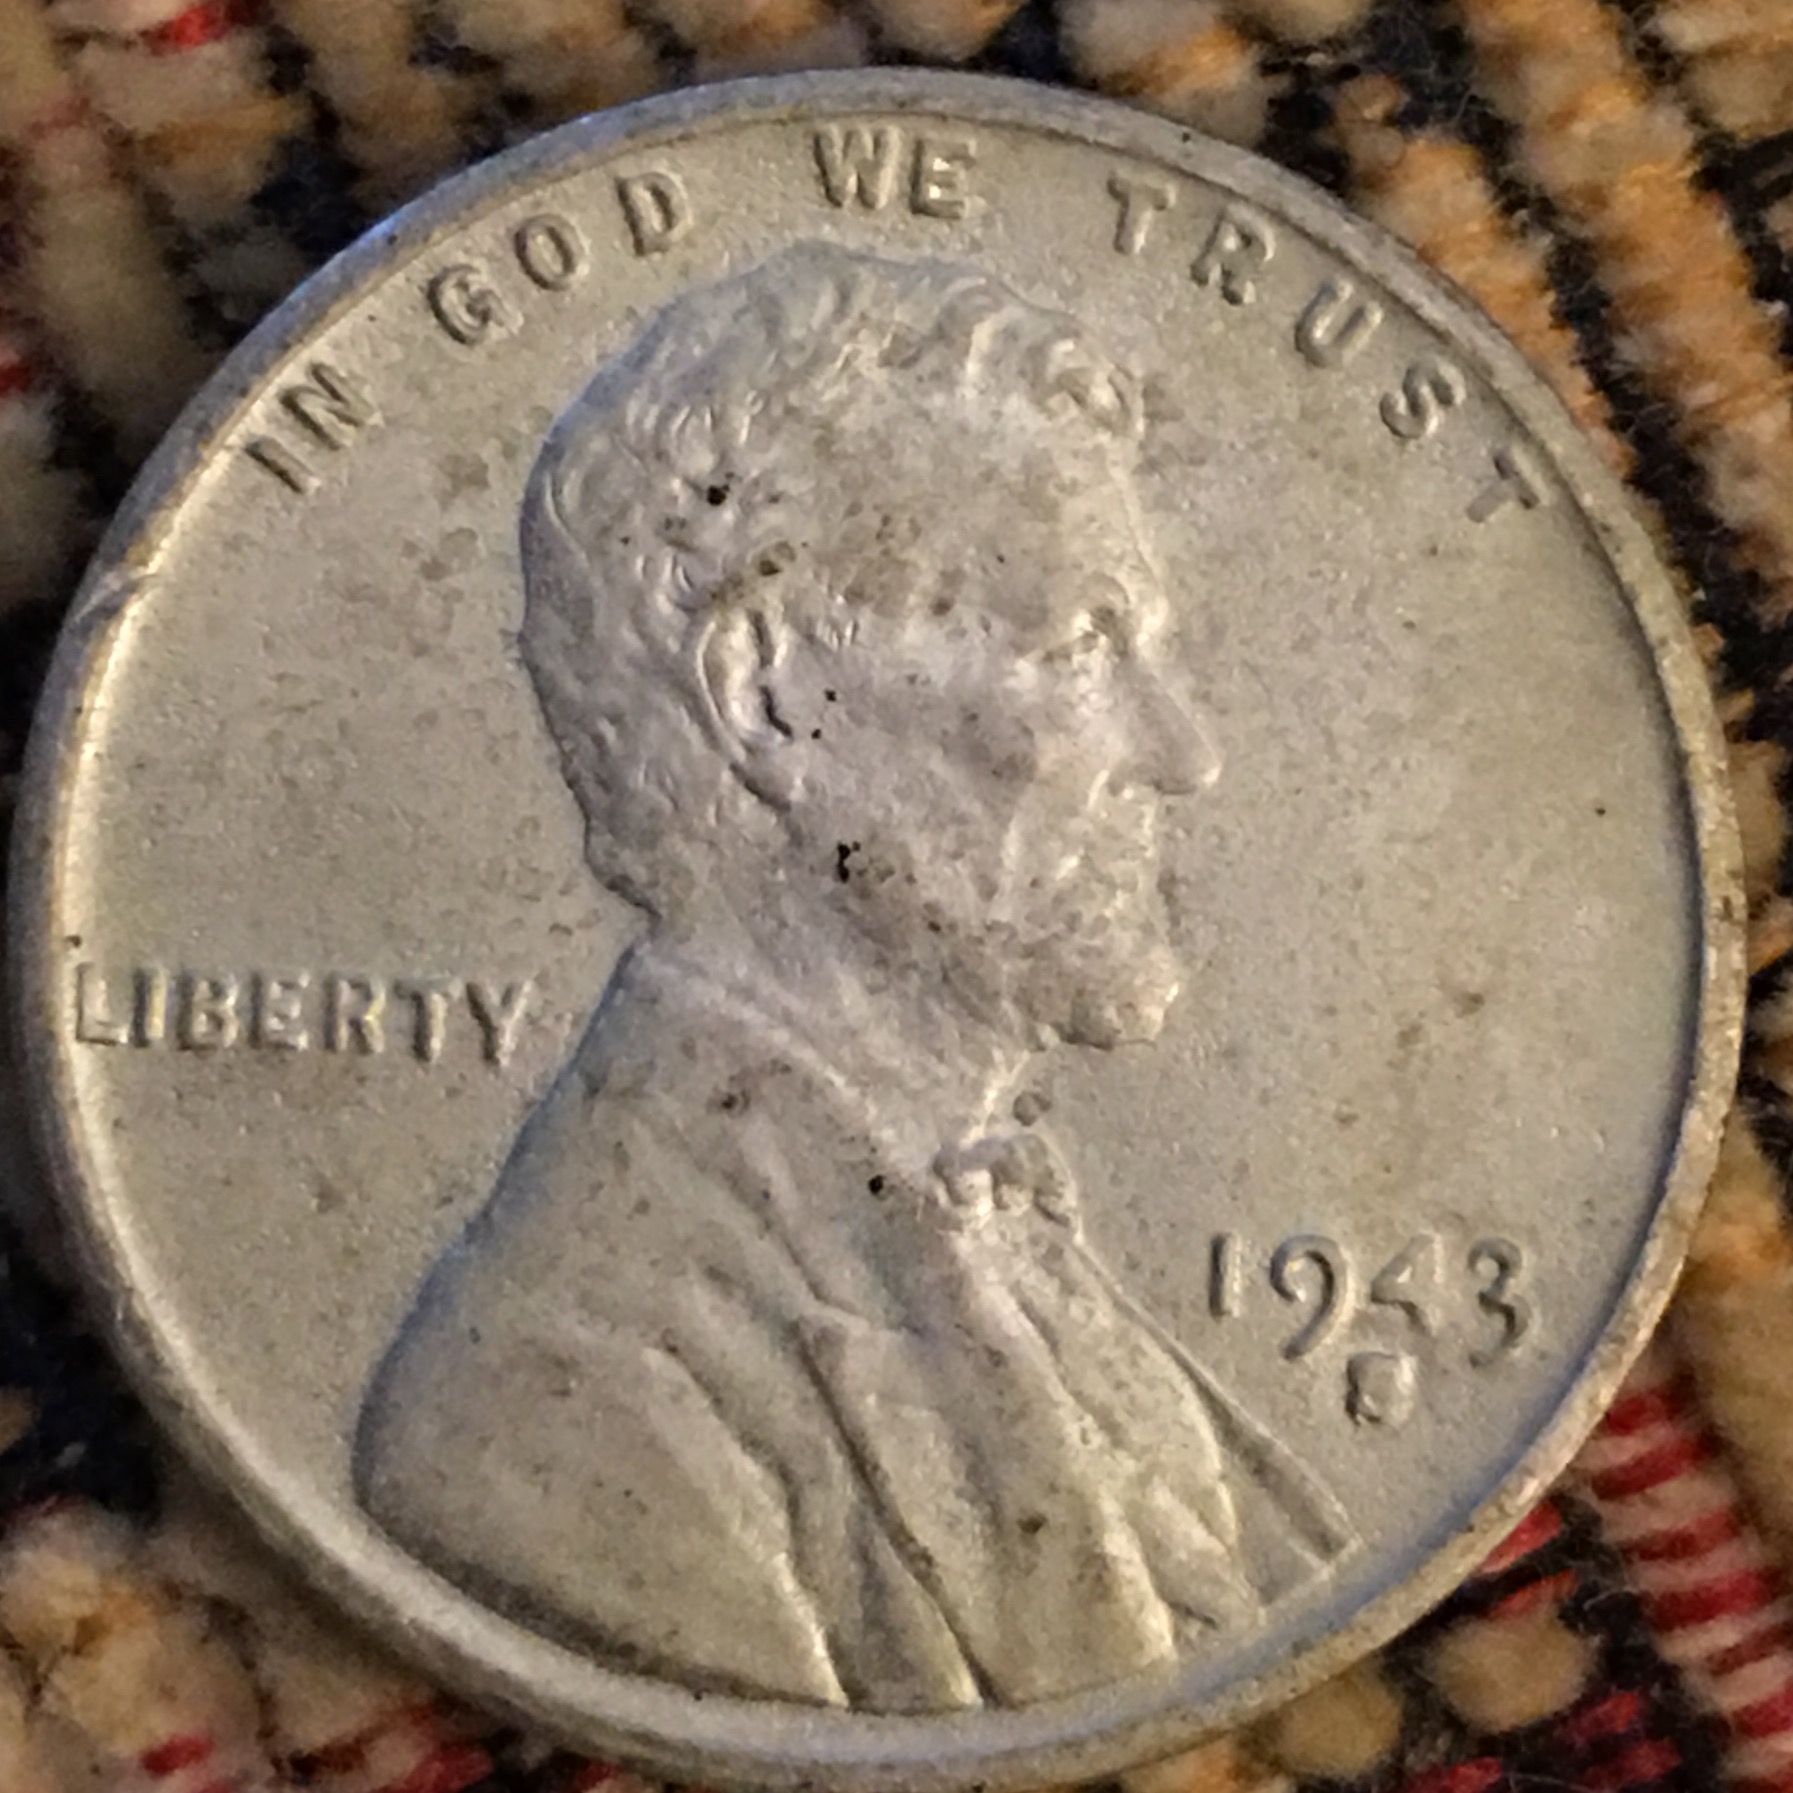 IN GOD WE TRUST
LIBERTY
1943